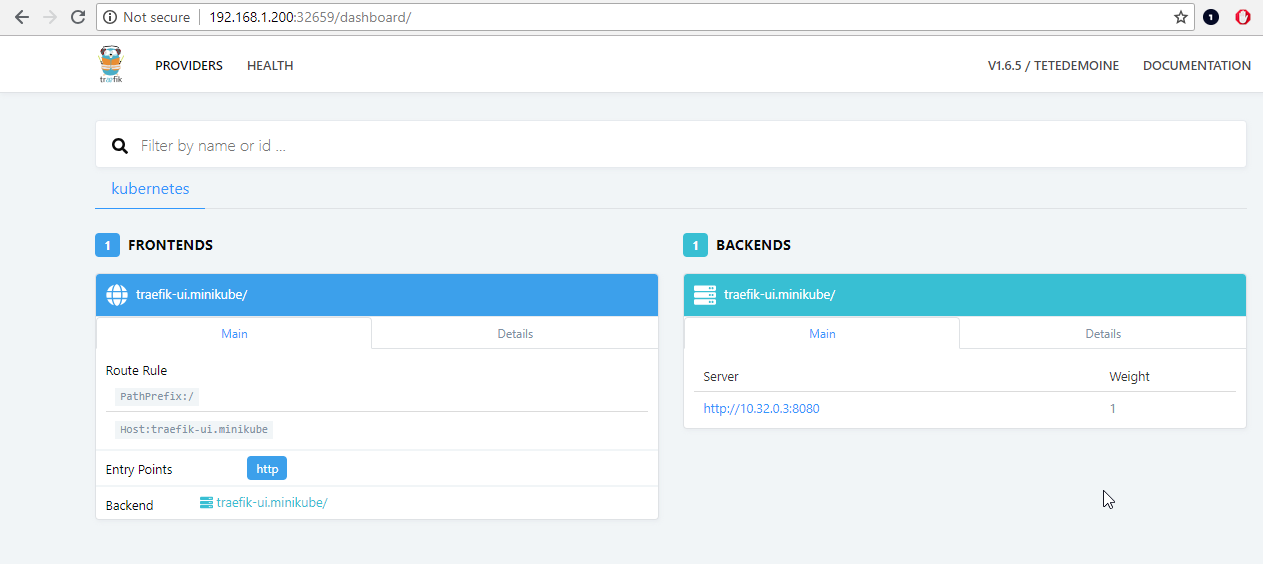 Not secure 192.168.1.200:32659/dashboard/ 1
træfik PROVIDERS HEALTH V1.6.5 / TETEDEMOINE DOCUMENTATION
Filter by name or id ...
kubernetes
1 FRONTENDS
traefik-ui.minikube/
Main Details
Route Rule
PathPrefix:/
Host:traefik-ui.minikube
Entry Points http
Backend traefik-ui.minikube/
1 BACKENDS
traefik-ui.minikube/
Main Details
Server Weight
http://10.32.0.3:8080 1